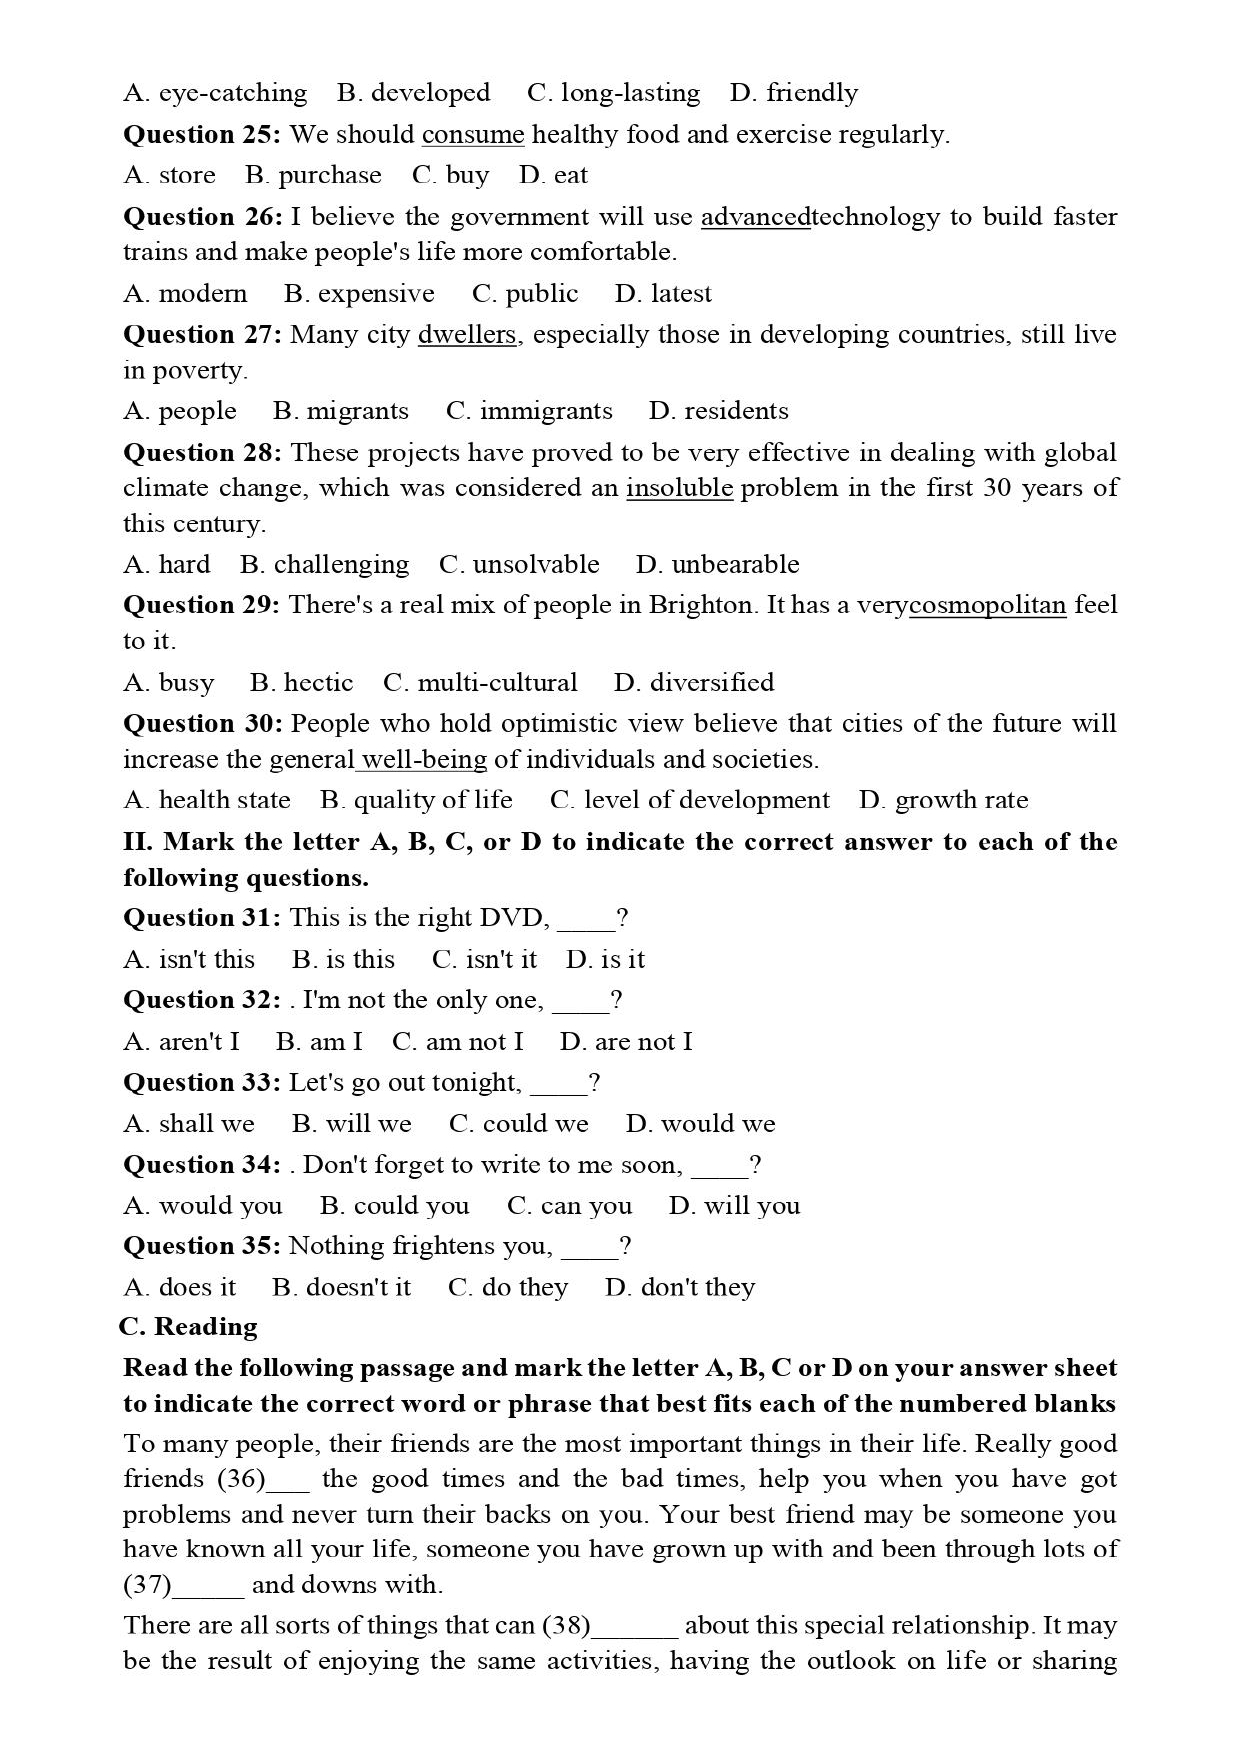 A. eye-catching B. developed C. long-lasting D. friendly
Question 25: We should consume healthy food and exercise regularly.
A. store B. purchase C. buy D. eat
Question 26: I believe the government will use advancedtechnology to build faster
trains and make people's life more comfortable.
A. modern B. expensive C. public D. latest
Question 27: Many city dwellers, especially those in developing countries, still live
in poverty.
A. people B. migrants C. immigrants D. residents
Question 28: These projects have proved to be very effective in dealing with global
climate change, which was considered an insoluble problem in the first 30 years of
this century.
A. hard B. challenging C. unsolvable D. unbearable
Question 29: There's a real mix of people in Brighton. It has a verycosmopolitan feel
to it.
A. busy B. hectic C. multi-cultural D. diversified
Question 30: People who hold optimistic view believe that cities of the future will
increase the general well-being of individuals and societies.
A. health state B. quality of life C. level of development D. growth rate
II. Mark the letter A, B, C, or D to indicate the correct answer to each of the
following questions.
Question 31: This is the right DVD, ____?
A. isn't this B. is this C. isn't it D. is it
Question 32: . I'm not the only one, ____?
A. aren't I B. am I C. am not I D. are not I
Question 33: Let's go out tonight, ____?
A. shall we B. will we C. could we D. would we
Question 34: . Don't forget to write to me soon, ____?
A. would you B. could you C. can you D. will you
Question 35: Nothing frightens you, ____?
A. does it B. doesn't it C. do they D. don't they
C. Reading
Read the following passage and mark the letter A, B, C or D on your answer sheet
to indicate the correct word or phrase that best fits each of the numbered blanks
To many people, their friends are the most important things in their life. Really good
friends (36)___ the good times and the bad times, help you when you have got
problems and never turn their backs on you. Your best friend may be someone you
have known all your life, someone you have grown up with and been through lots of
(37)_____ and downs with.
There are all sorts of things that can (38)______ about this special relationship. It may
be the result of enjoying the same activities, having the outlook on life or sharing